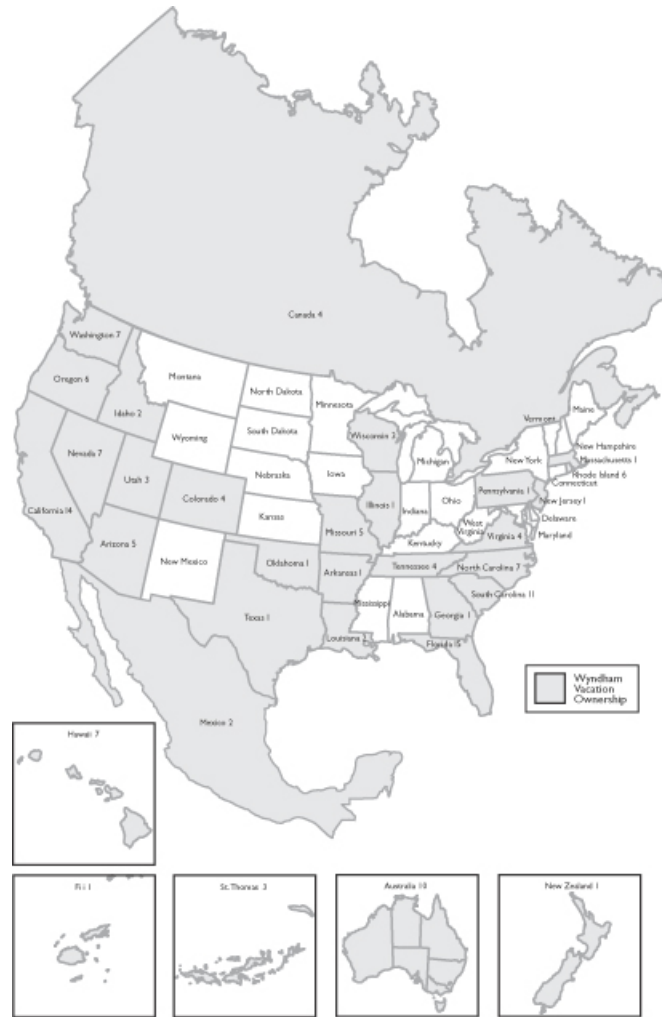 Canada 4
Washington 7
Oregon 6
Idaho 2
Montana
North Dakota
Minnesota
Wyoming
South Dakota
Wisconsin 3
Michigan
Vermont
Maine
New Hampshire
Massachusetts 1
New York
Rhode Island 6
Connecticut
Nevada 7
Utah 3
Nebraska
Iowa
Illinois 1
Indiana
Ohio
Pennsylvania 1
New Jersey 1
Delaware
Maryland
California 14
Colorado 4
Kansas
Missouri 5
West
Virginia
Virginia 4
Kentucky
Arizona 5
New Mexico
Oklahoma 1
Arkansas 1
Tennessee 4
North Carolina 7
South Carolina 11
Texas 1
Louisiana
Mississippi
Alabama
Georgia 1
Florida 15
Mexico 2
Wyndham
Vacation
Ownership
Hawaii 7
Fiji 1
St. Thomas 3
Australia 10
New Zealand 1